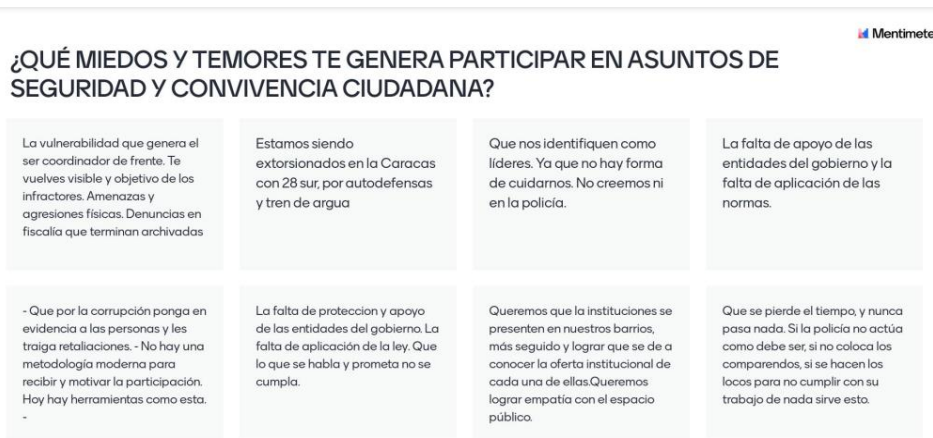 Mentimete
¿QUÉ MIEDOS Y TEMORES TE GENERA PARTICIPAR EN ASUNTOS DE
SEGURIDAD Y CONVIVENCIA CIUDADANA?
La vulnerabilidad que genera el
ser coordinador de frente. Te
vuelves visible y objetivo de los
infractores. Amenazas y
agresiones físicas. Denuncias en
fiscalía que terminan archivadas
Estamos siendo
extorsionados en la Caracas
con 28 sur, por autodefensas
y tren de argua
Que nos identifiquen como
líderes. Ya que no hay forma
de cuidarnos. No creemos ni
en la policía.
La falta de apoyo de las
entidades del gobierno y la
falta de aplicación de las
normas.
- Que por la corrupción ponga en
evidencia a las personas y les
traiga retaliaciones. - No hay una
metodología moderna para
recibir y motivar la participación.
Hoy hay herramientas como esta.
-
La falta de proteccion y apoyo
de las entidades del gobierno. La
falta de aplicación de la ley. Que
lo que se habla y prometa no se
cumpla.
Queremos que la instituciones se
presenten en nuestros barrios,
más seguido y lograr que se de a
conocer la oferta institucional de
cada una de ellas.Queremos
lograr empatía con el espacio
público.
Que se pierde el tiempo, y nunca
pasa nada. Si la policía no actúa
como debe ser, si no coloca los
comparendos, si se hacen los
locos para no cumplir con su
trabajo de nada sirve esto.